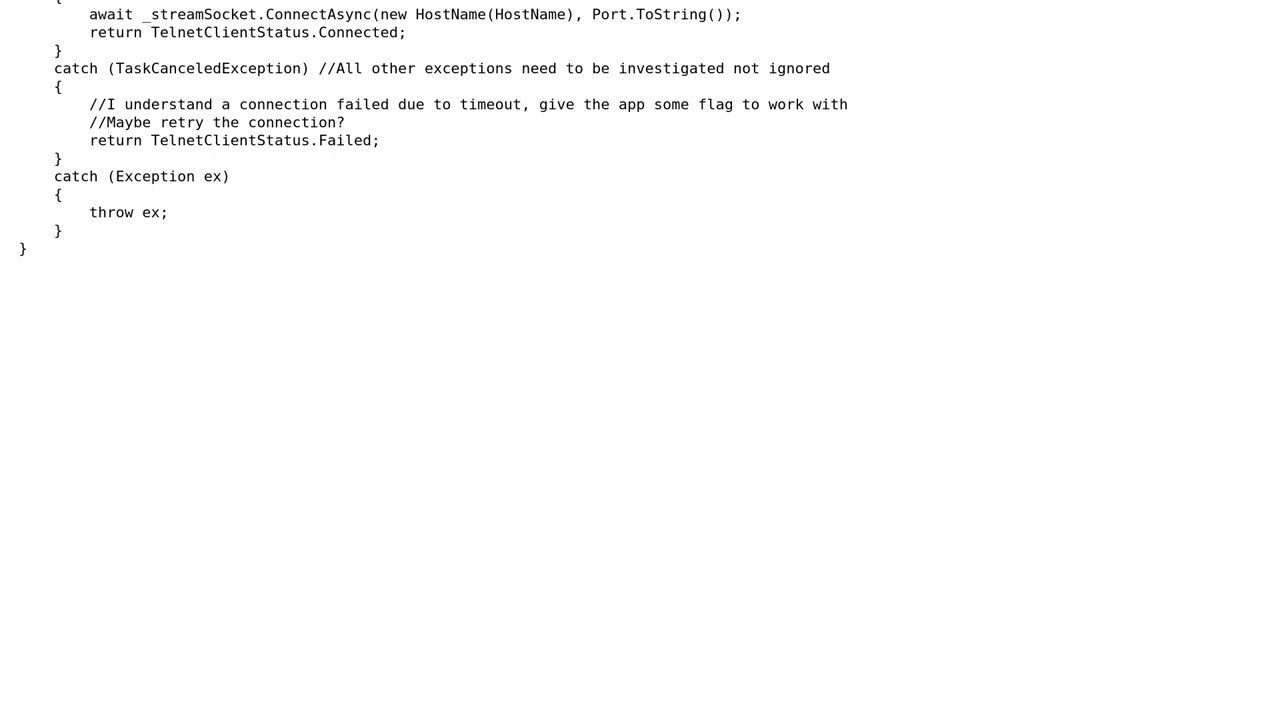 {
await _streamSocket.ConnectAsync(new HostName(HostName), Port.ToString());
return TelnetClientStatus.Connected;
}
catch (TaskCanceledException) //All other exceptions need to be investigated not ignored
{
//I understand a connection failed due to timeout, give the app some flag to work with
//Maybe retry the connection?
return TelnetClientStatus.Failed;
}
catch (Exception ex)
{
throw ex;
}
}